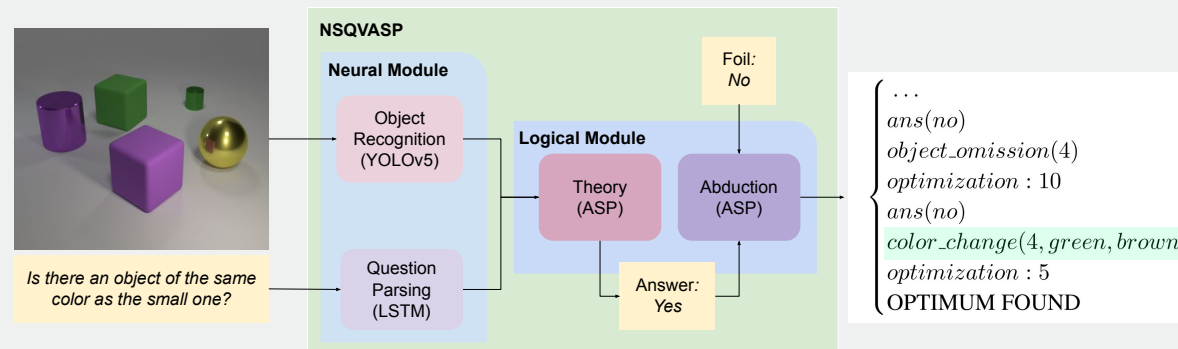 NSQVASP
Neural Module
Object
Recognition
(YOLOv5)
Question
Parsing
(LSTM)
Is there an object of the same
color as the small one?
Logical Module
Theory
(ASP)
Abduction
(ASP)
Foil:
No
Answer:
Yes
...
ans(no)
object_omission(4)
optimization : 10
ans(no)
color_change(4, green, brown
optimization : 5
OPTIMUM FOUND